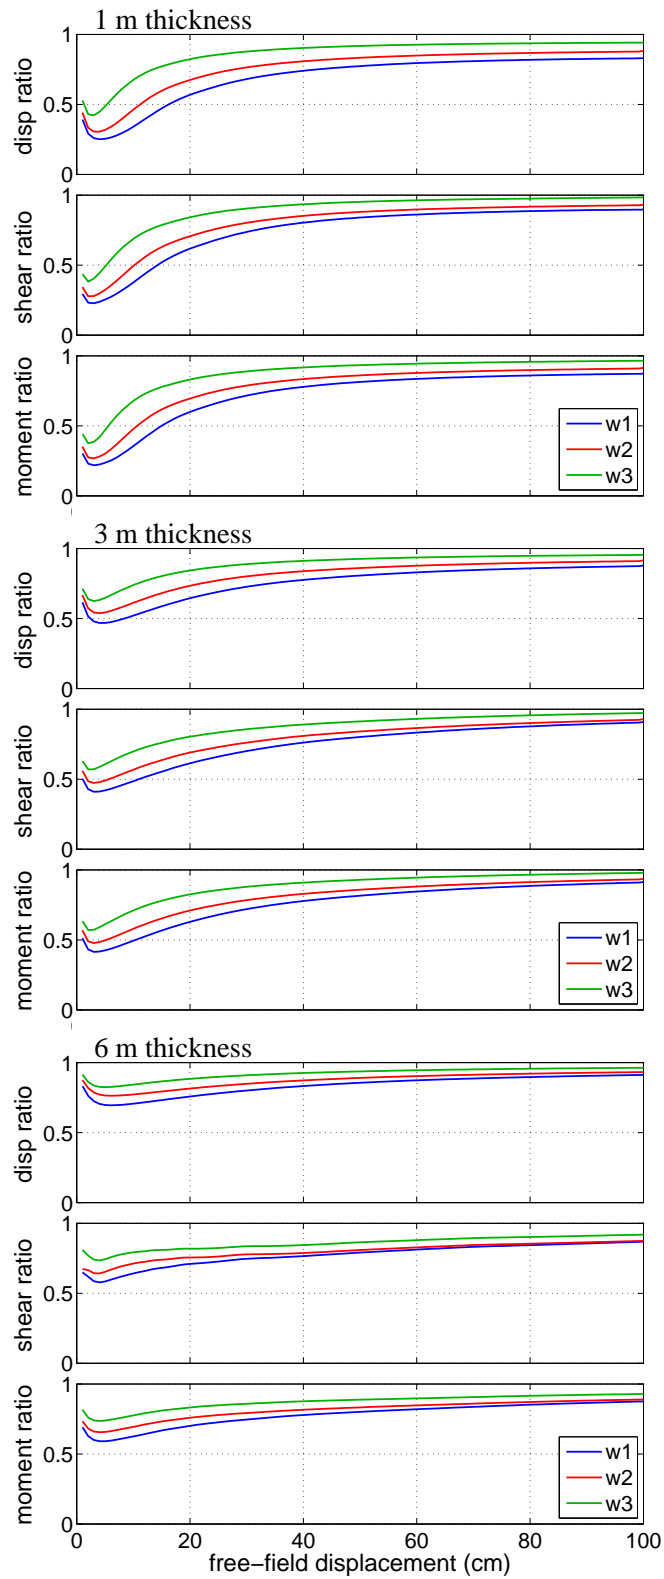 1 m thickness
1
disp ratio
0.5
0
1
shear ratio
0.5
0
1
moment ratio
0.5
0
w1
w2
w3
3 m thickness
1
disp ratio
0.5
0
1
shear ratio
0.5
0
1
moment ratio
0.5
0
w1
w2
w3
6 m thickness
1
disp ratio
0.5
0
1
shear ratio
0.5
0
1
moment ratio
0.5
0
w1
w2
w3
0 20 40 60 80 100
free−field displacement (cm)